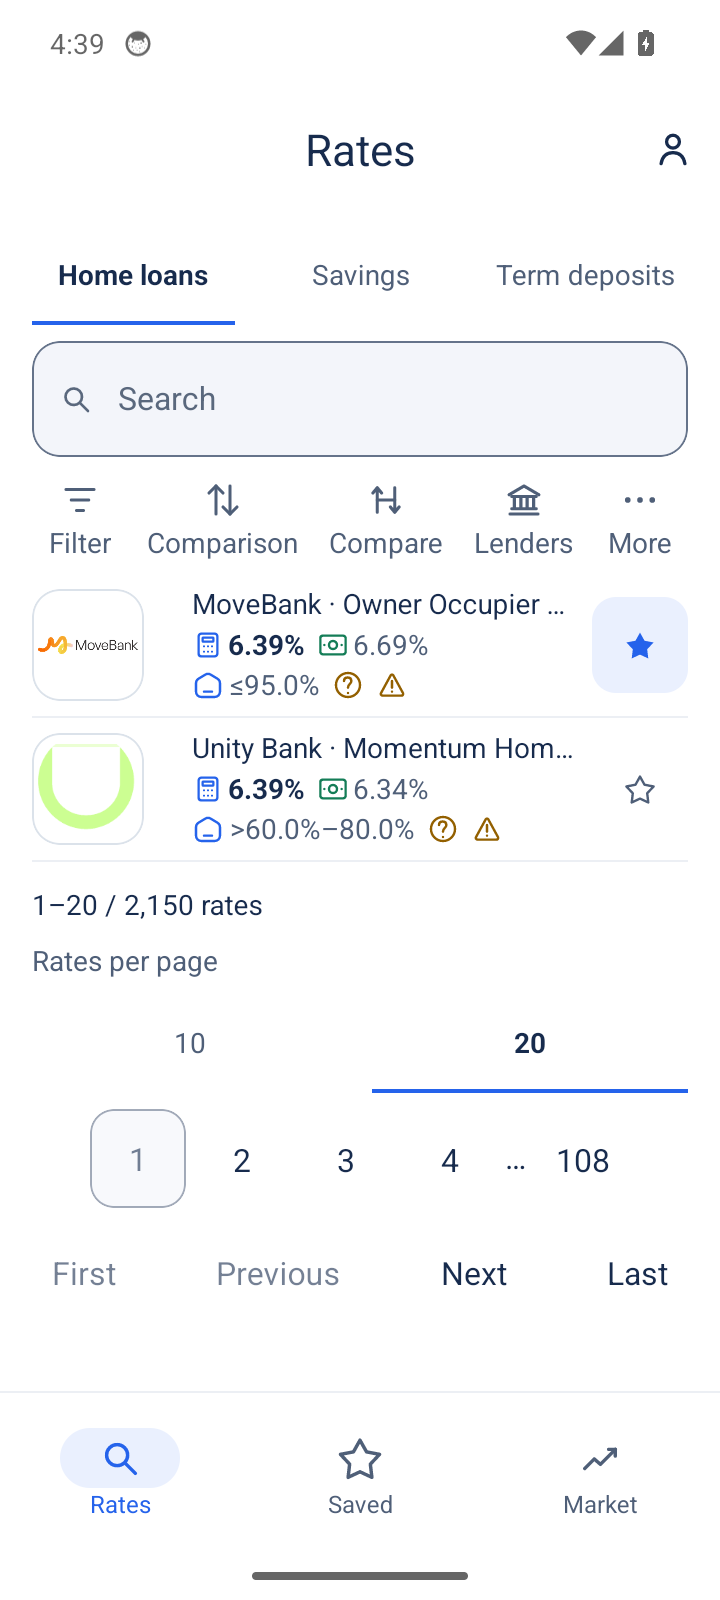 4:39
Rates
Home loans
Savings
Term deposits
Search
Filter
Comparison
Compare
Lenders
More
MoveBank
MoveBank · Owner Occupier ...
6.39% 6.69%
≤95.0%
Unity Bank · Momentum Hom...
6.39% 6.34%
>60.0%–80.0%
1–20 / 2,150 rates
Rates per page
10
20
1 2 3 4 ... 108
First
Previous
Next
Last
Rates
Saved
Market